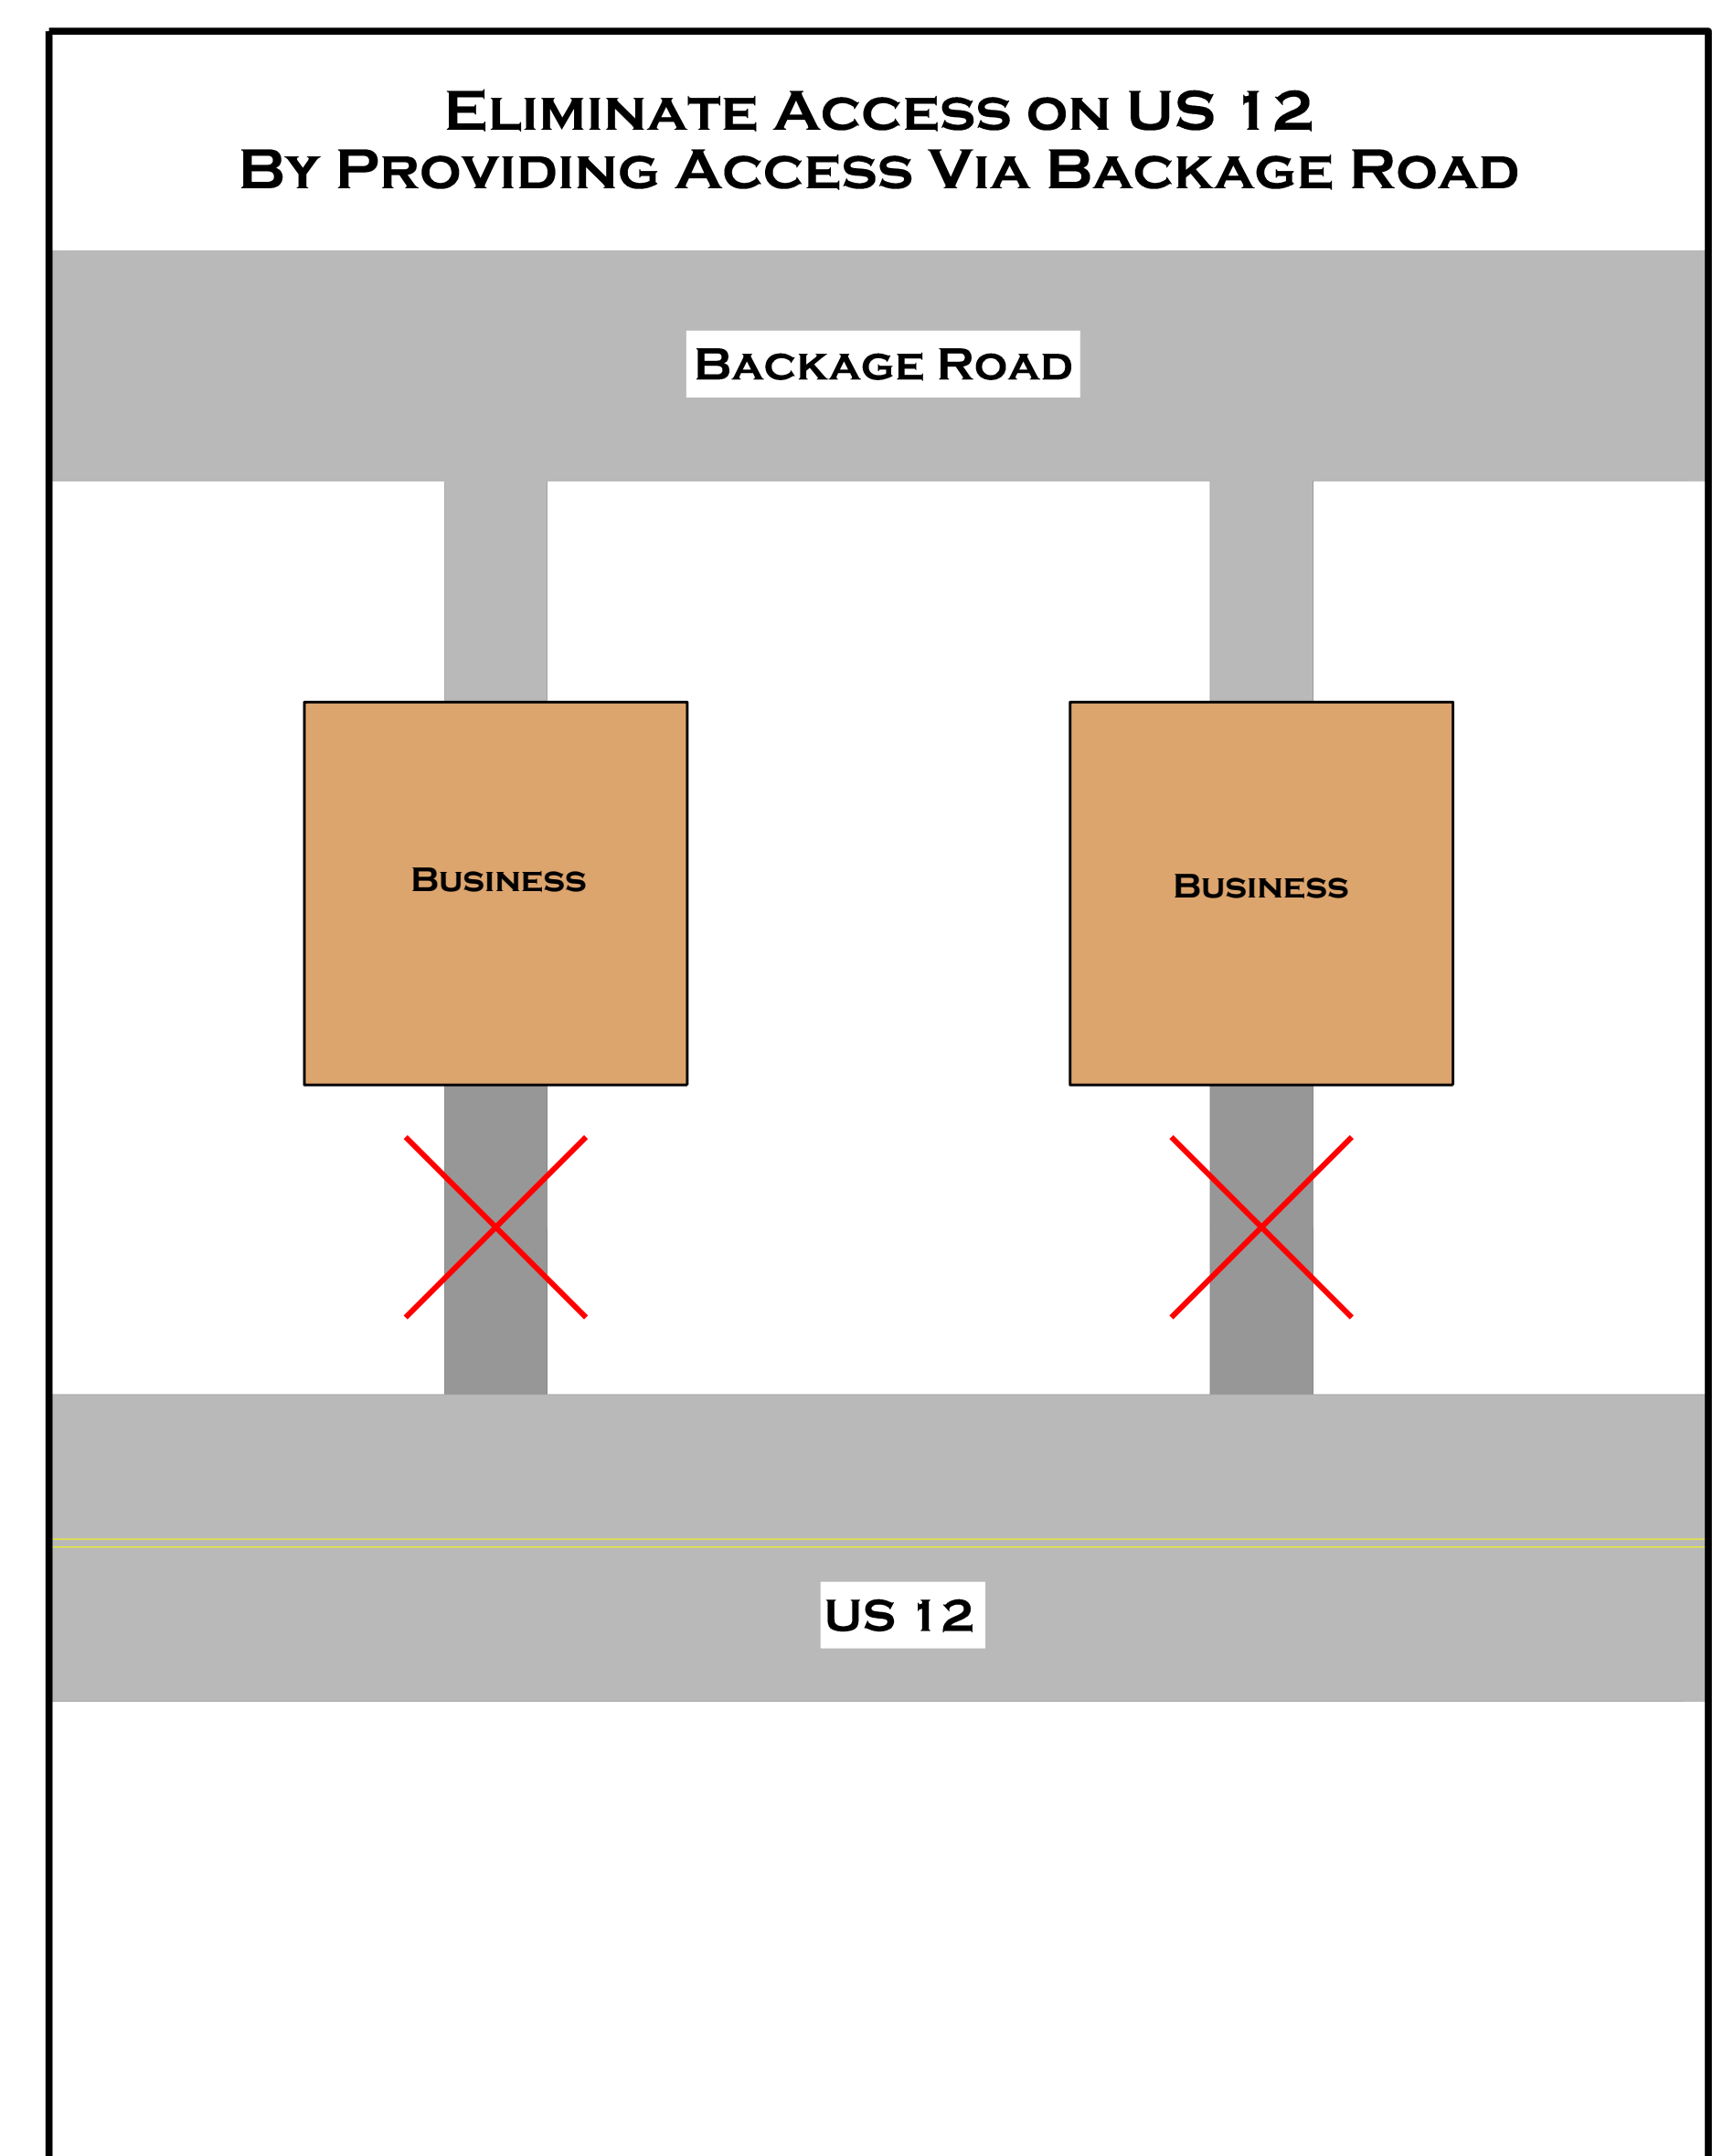 Eliminate Access on US 12
By Providing Access Via Backage Road
Backage Road
Business
Business
US 12